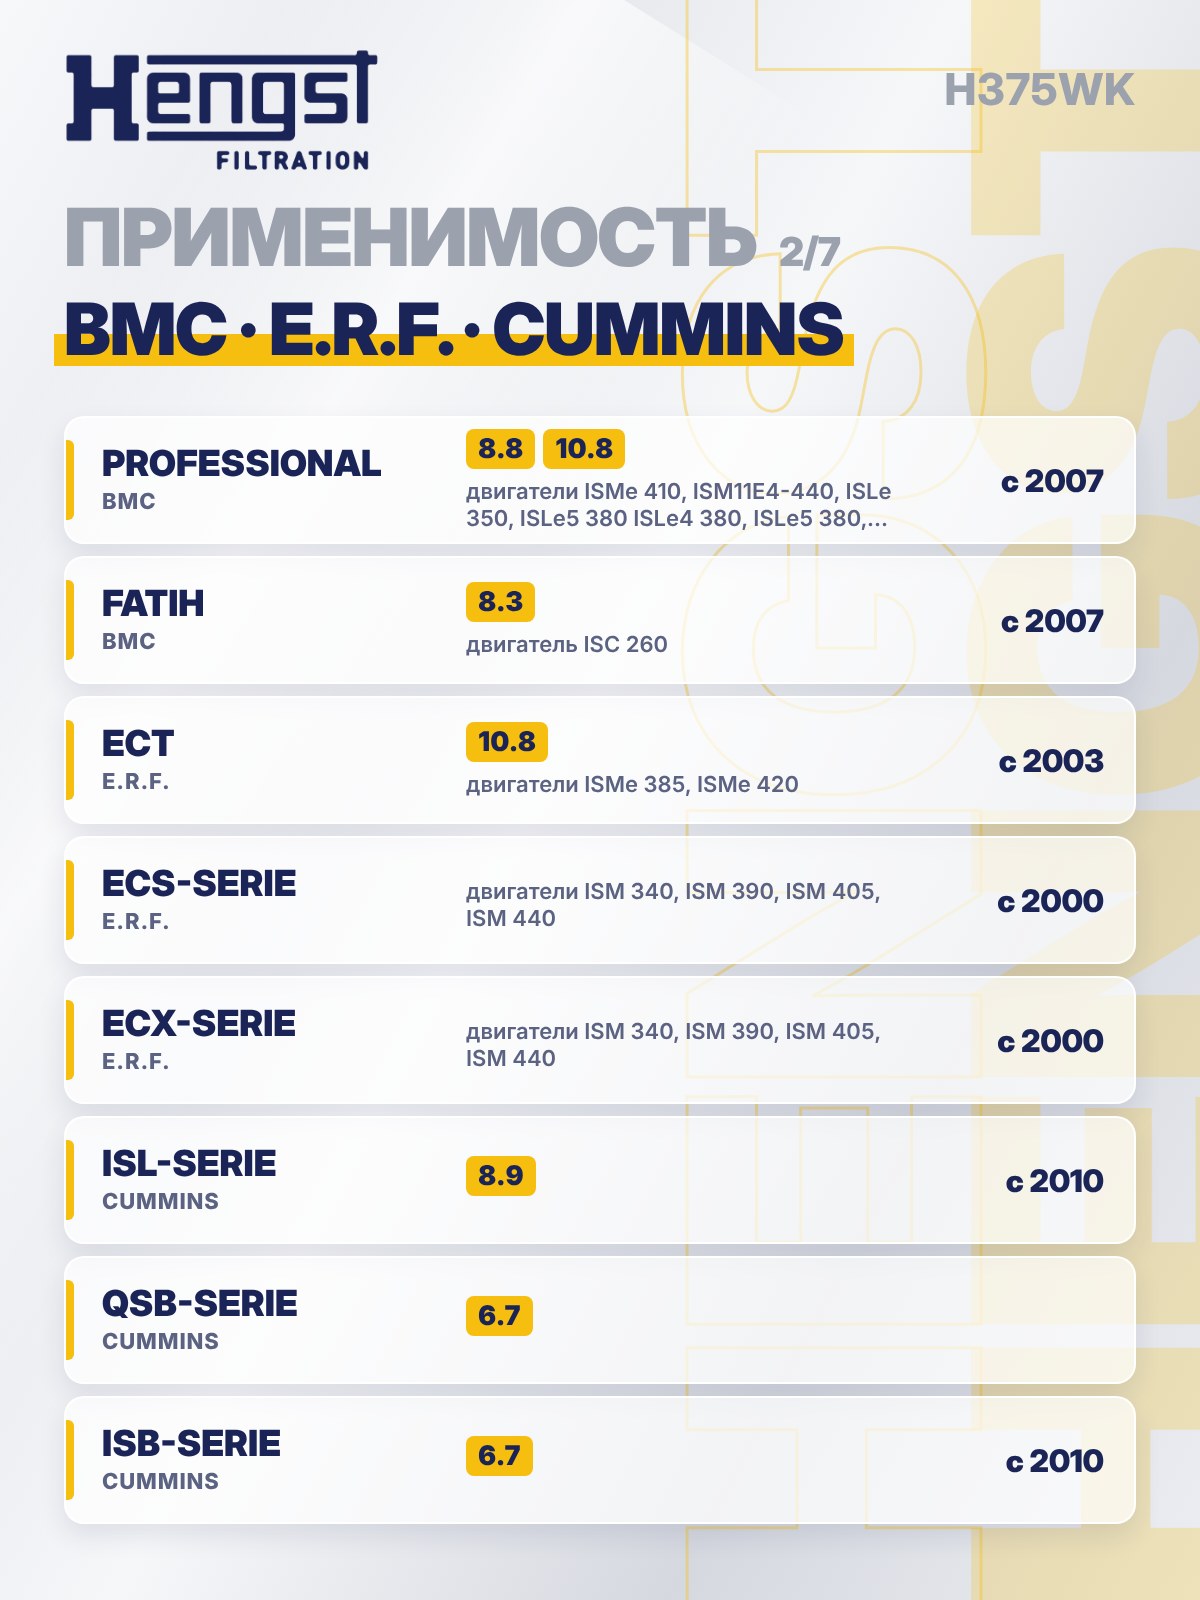 Hengst
FILTRATION
H375WK
ПРИМЕНИМОСТЬ 2/7
BMC · E.R.F. · CUMMINS
PROFESSIONAL
BMC
8.8 10.8
двигатели ISMe 410, ISM11E4-440, ISLe
350, ISLe5 380 ISLe4 380, ISLe5 380,...
с 2007
FATIH
BMC
8.3
двигатель ISC 260
с 2007
ECT
E.R.F.
10.8
двигатели ISMe 385, ISMe 420
с 2003
ECS-SERIE
E.R.F.
двигатели ISM 340, ISM 390, ISM 405,
ISM 440
с 2000
ECX-SERIE
E.R.F.
двигатели ISM 340, ISM 390, ISM 405,
ISM 440
с 2000
ISL-SERIE
CUMMINS
8.9
с 2010
QSB-SERIE
CUMMINS
6.7
ISB-SERIE
CUMMINS
6.7
с 2010
HENGST
HENGST